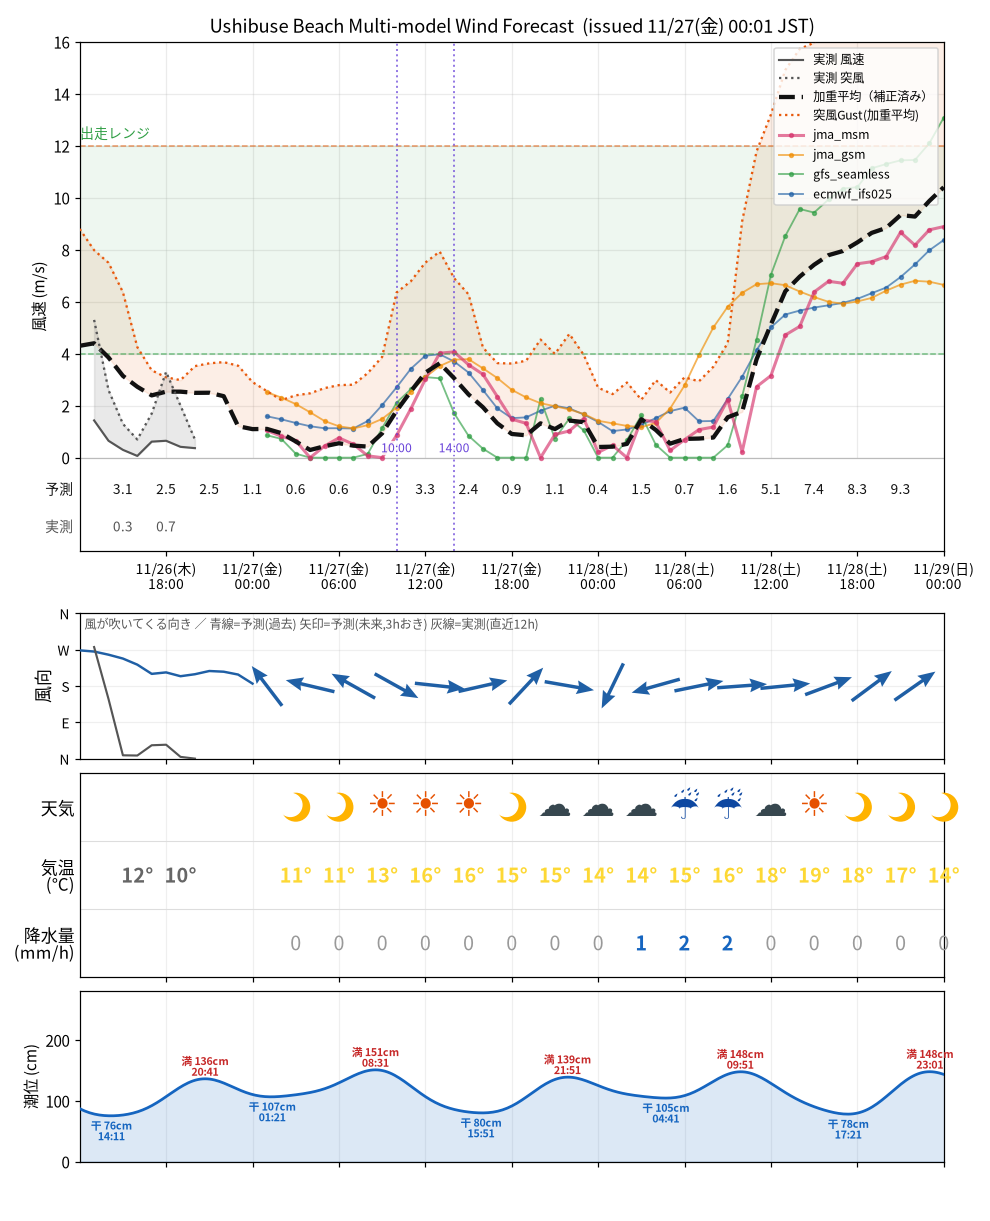 Ushibuse Beach Multi-model Wind Forecast (issued 11/27(金) 00:01 JST)
16
14
12
10
8
6
4
2
0
風速 (m/s)
出走レンジ
実測 風速
実測 突風
加重平均（補正済み）
突風Gust(加重平均)
jma_msm
jma_gsm
gfs_seamless
ecmwf_ifs025
10:00 14:00
予測 3.1 2.5 2.5 1.1 0.6 0.6 0.9 3.3 2.4 0.9 1.1 0.4 1.5 0.7 1.6 5.1 7.4 8.3 9.3
実測 0.3 0.7
11/26(木) 11/27(金) 11/27(金) 11/27(金) 11/27(金) 11/28(土) 11/28(土) 11/28(土) 11/28(土) 11/29(日)
18:00 00:00 06:00 12:00 18:00 00:00 06:00 12:00 18:00 00:00
風が吹いてくる向き ／ 青線=予測(過去) 矢印=予測(未来,3hおき) 灰線=実測(直近12h)
風向
N
W
S
E
N
天気
気温
(℃)
12° 10° 11° 11° 13° 16° 16° 15° 15° 14° 14° 15° 16° 18° 19° 18° 17° 14°
降水量
(mm/h)
0 0 0 0 0 0 0 0 1 2 2 0 0 0 0 0
潮位 (cm)
200
100
0
満 136cm
20:41
満 151cm
08:31
満 139cm
21:51
満 148cm
09:51
満 148cm
23:01
干 76cm
14:11
干 107cm
01:21
干 80cm
15:51
干 105cm
04:41
干 78cm
17:21